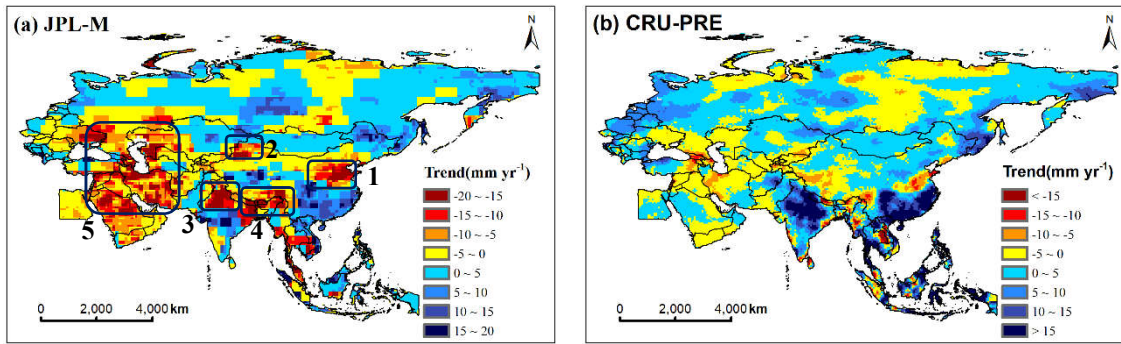 (a) JPL-M
N
1
2
3
4
5
Trend(mm yr⁻¹)
-20 ~ -15
-15 ~ -10
-10 ~ -5
-5 ~ 0
0 ~ 5
5 ~ 10
10 ~ 15
15 ~ 20
0 2,000 4,000 km
(b) CRU-PRE
N
Trend(mm yr⁻¹)
< -15
-15 ~ -10
-10 ~ -5
-5 ~ 0
0 ~ 5
5 ~ 10
10 ~ 15
> 15
0 2,000 4,000 km